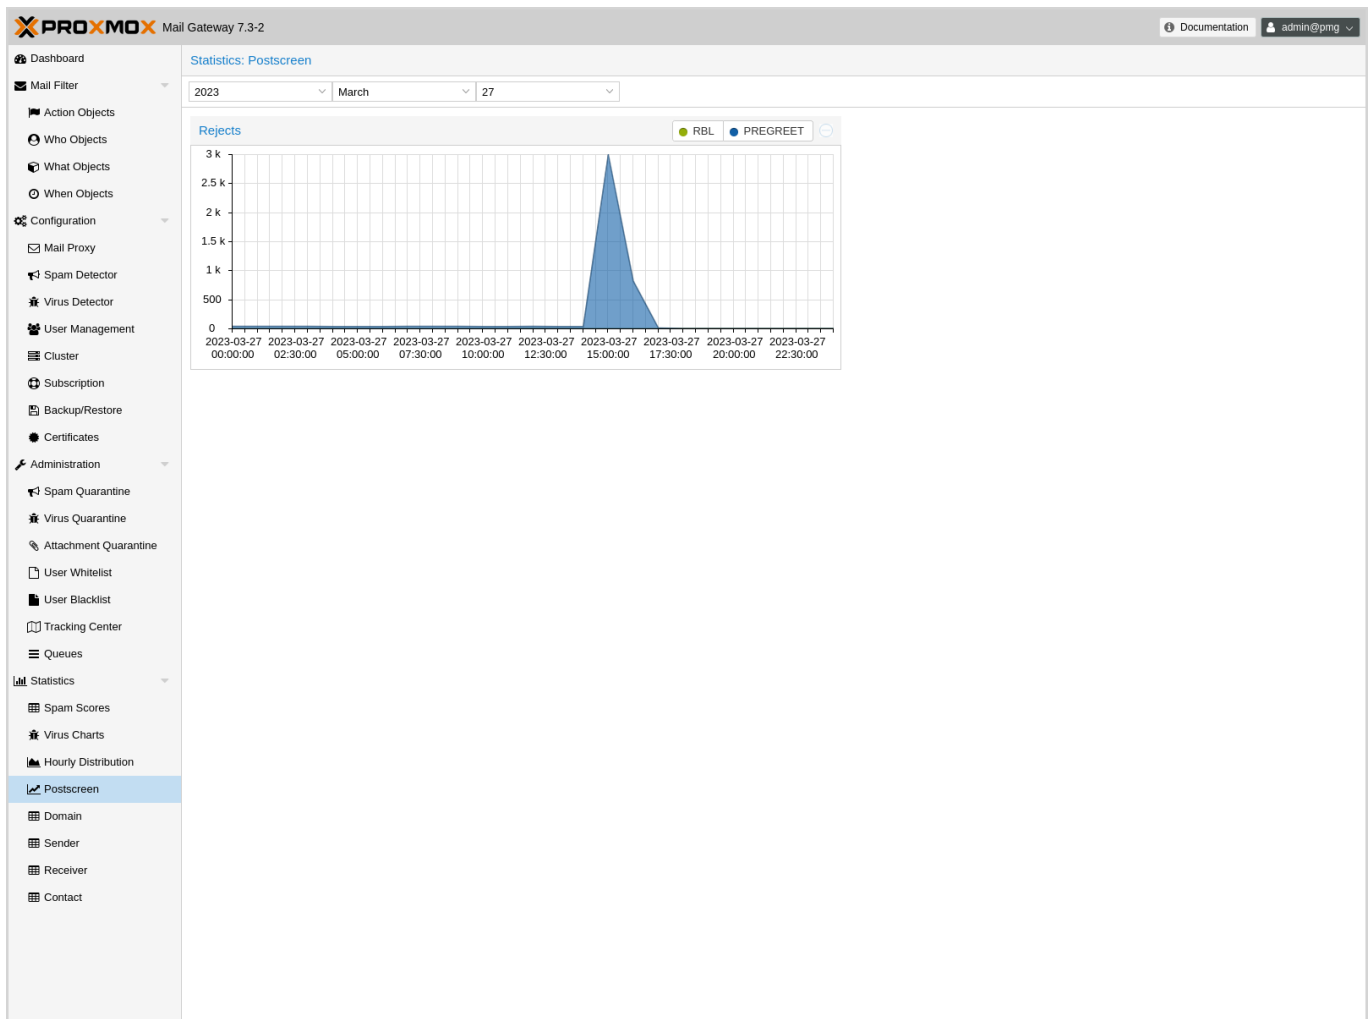 PROXMOX Mail Gateway 7.3-2
Documentation
admin@pmg
Dashboard
Mail Filter
Action Objects
Who Objects
What Objects
When Objects
Configuration
Mail Proxy
Spam Detector
Virus Detector
User Management
Cluster
Subscription
Backup/Restore
Certificates
Administration
Spam Quarantine
Virus Quarantine
Attachment Quarantine
User Whitelist
User Blacklist
Tracking Center
Queues
Statistics
Spam Scores
Virus Charts
Hourly Distribution
Postscreen
Domain
Sender
Receiver
Contact
Statistics: Postscreen
2023 March 27
Rejects
RBL PREGREET
3 k
2.5 k
2 k
1.5 k
1 k
500
0
2023-03-27 2023-03-27 2023-03-27 2023-03-27 2023-03-27 2023-03-27 2023-03-27 2023-03-27 2023-03-27 2023-03-27
00:00:00 02:30:00 05:00:00 07:30:00 10:00:00 12:30:00 15:00:00 17:30:00 20:00:00 22:30:00